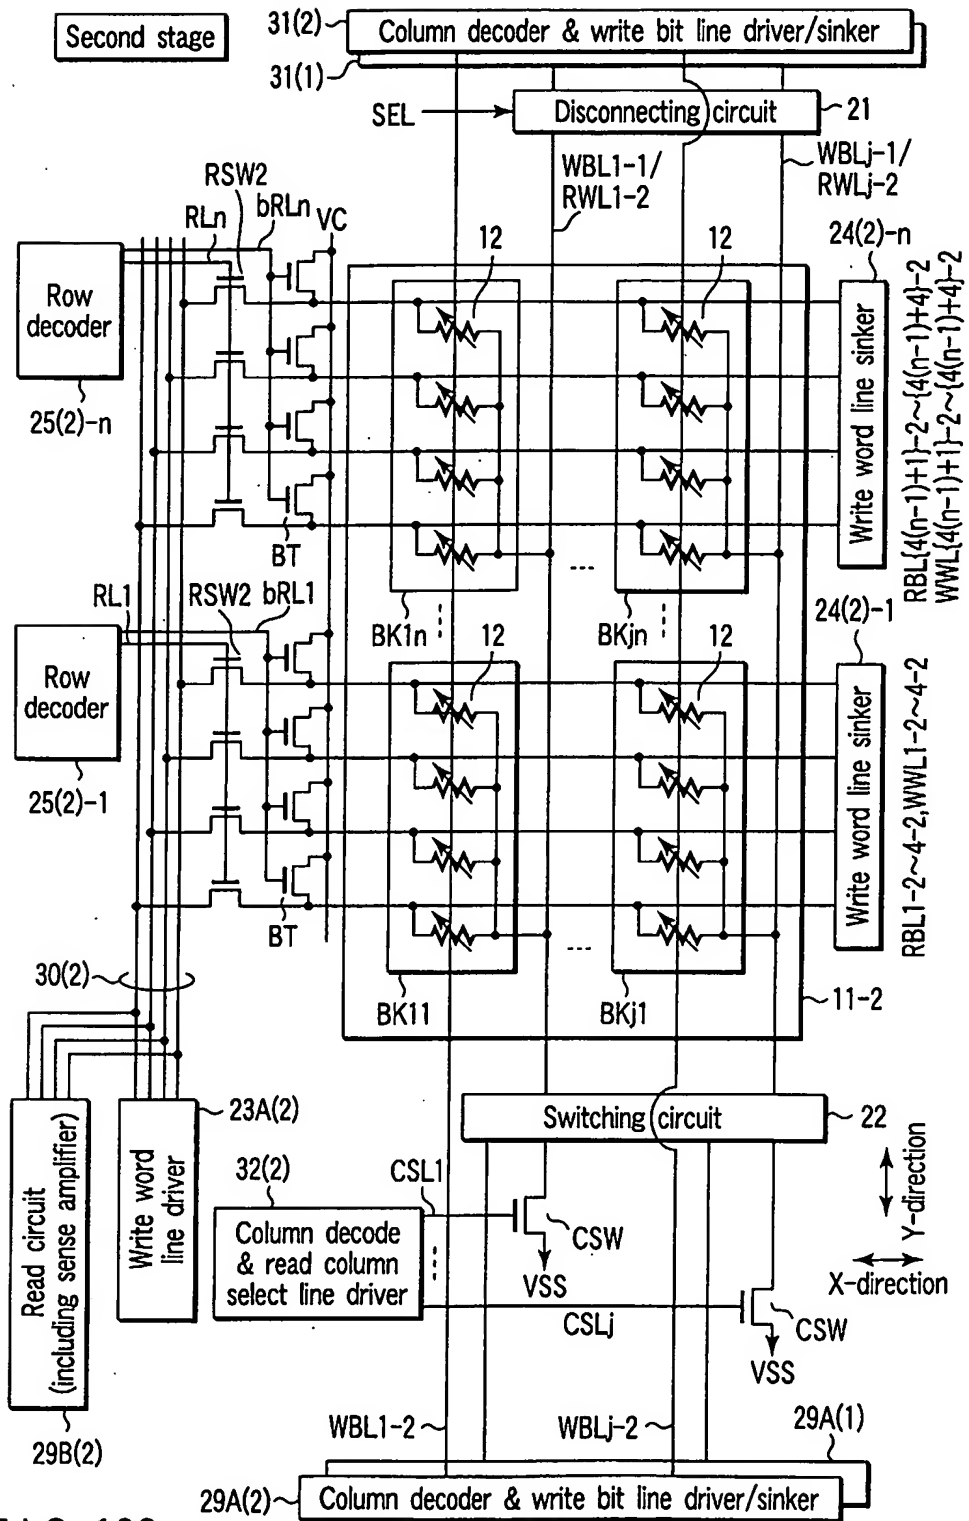 Second stage
31(2)
Column decoder & write bit line driver/sinker
31(1)
SEL
Disconnecting circuit
21
WBL1-1/
RWL1-2
WBLj-1/
RWLj-2
RSW2
RLn
bRLn
VC
12
12
24(2)-n
Row
decoder
25(2)-n
Write word line sinker
RBL{4(n-1)+1}-2~{4(n-1)+4}-2
WWL{4(n-1)+1}-2~{4(n-1)+4}-2
BT
RL1
RSW2
bRL1
BK1n
BKjn
12
12
24(2)-1
Row
decoder
25(2)-1
Write word line sinker
RBL1-2~4-2,WWL1-2~4-2
BT
30(2)
BK11
BKj1
11-2
23A(2)
Switching circuit
22
Read circuit
(including sense amplifier)
Write word
line driver
32(2)
CSL1
Column decode
& read column
select line driver
CSW
VSS
Y-direction
X-direction
CSLj
CSW
VSS
29B(2)
WBL1-2
WBLj-2
29A(1)
29A(2)
Column decoder & write bit line driver/sinker